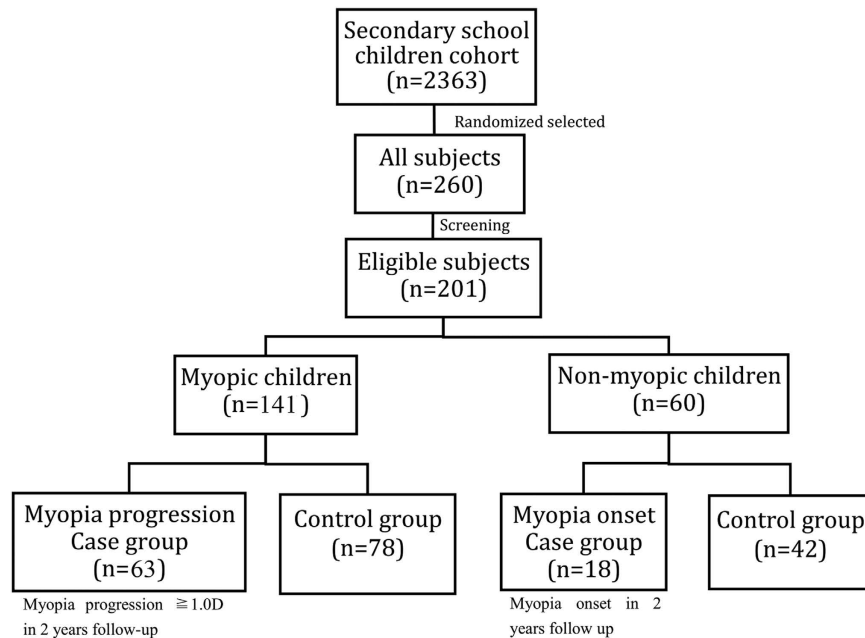 Secondary school
children cohort
(n=2363)
Randomized selected
All subjects
(n=260)
Screening
Eligible subjects
(n=201)
Myopic children
(n=141)
Non-myopic children
(n=60)
Myopia progression
Case group
(n=63)
Myopia progression ≧1.0D
in 2 years follow-up
Control group
(n=78)
Myopia onset
Case group
(n=18)
Myopia onset in 2
years follow up
Control group
(n=42)